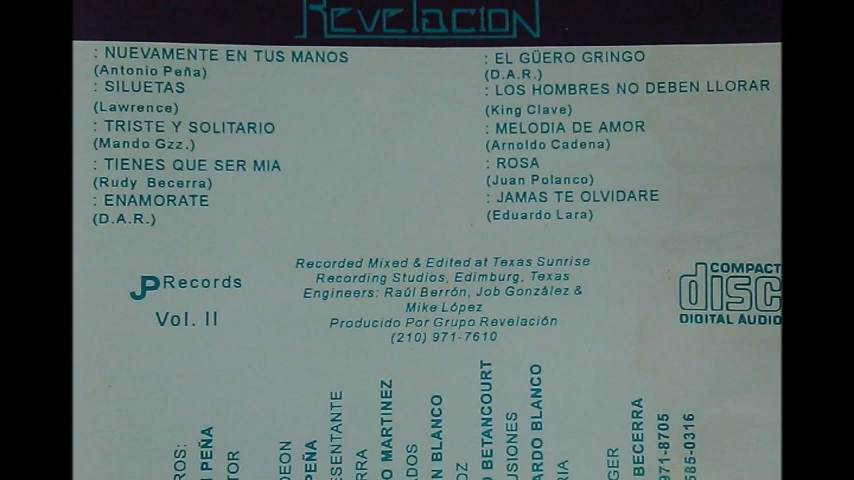 Revelacion
: NUEVAMENTE EN TUS MANOS
(Antonio Peña)
: SILUETAS
(Lawrence)
: TRISTE Y SOLITARIO
(Mando Gzz.)
: TIENES QUE SER MIA
(Rudy Becerra)
: ENAMORATE
(D.A.R.)
: EL GÜERO GRINGO
(D.A.R.)
: LOS HOMBRES NO DEBEN LLORAR
(King Clave)
: MELODIA DE AMOR
(Arnoldo Cadena)
: ROSA
(Juan Polanco)
: JAMAS TE OLVIDARE
(Eduardo Lara)
JP Records
Vol. II
Recorded Mixed & Edited at Texas Sunrise
Recording Studios, Edimburg, Texas
Engineers: Raúl Berrón, Job González &
Mike López
Producido Por Grupo Revelación
(210) 971-7610
COMPACT
disc
DIGITAL AUDIO
PEÑA
PEÑA
MARTINEZ
BLANCO
BETANCOURT
BLANCO
BECERRA
971-8705
585-0316